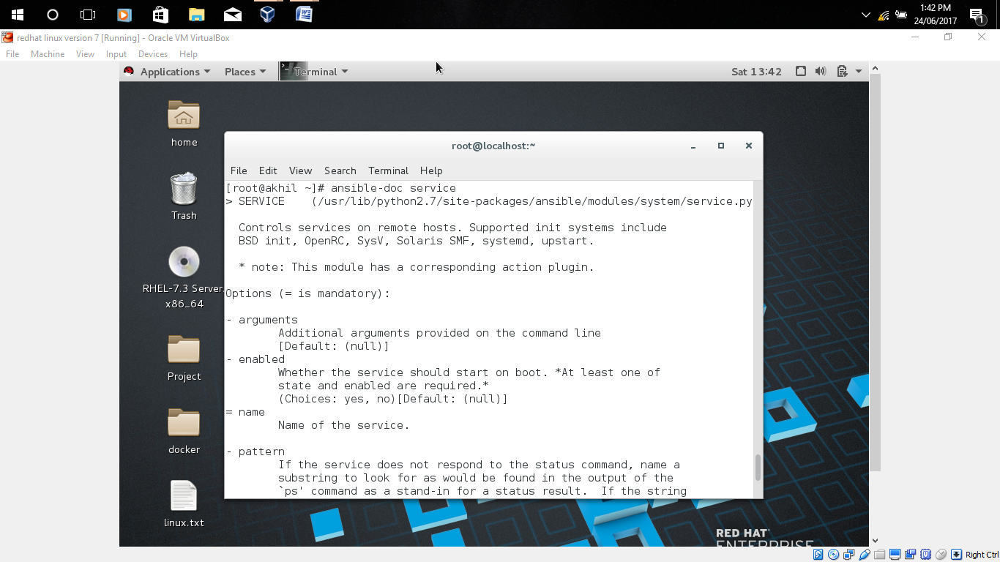 1:42 PM
24/06/2017
1
redhat linux version 7 [Running] - Oracle VM VirtualBox
File Machine View Input Devices Help
Applications Places Terminal Sat 13:42
home
Trash
RHEL-7.3 Server.
x86_64
Project
docker
linux.txt
root@localhost:~
File Edit View Search Terminal Help
[root@akhil ~]# ansible-doc service
> SERVICE    (/usr/lib/python2.7/site-packages/ansible/modules/system/service.py
Controls services on remote hosts. Supported init systems include
BSD init, OpenRC, SysV, Solaris SMF, systemd, upstart.
* note: This module has a corresponding action plugin.
Options (= is mandatory):
- arguments
Additional arguments provided on the command line
[Default: (null)]
- enabled
Whether the service should start on boot. *At least one of
state and enabled are required.*
(Choices: yes, no)[Default: (null)]
= name
Name of the service.
- pattern
If the service does not respond to the status command, name a
substring to look for as would be found in the output of the
`ps' command as a stand-in for a status result.  If the string
RED HAT
ENTERPRISE
Right Ctrl